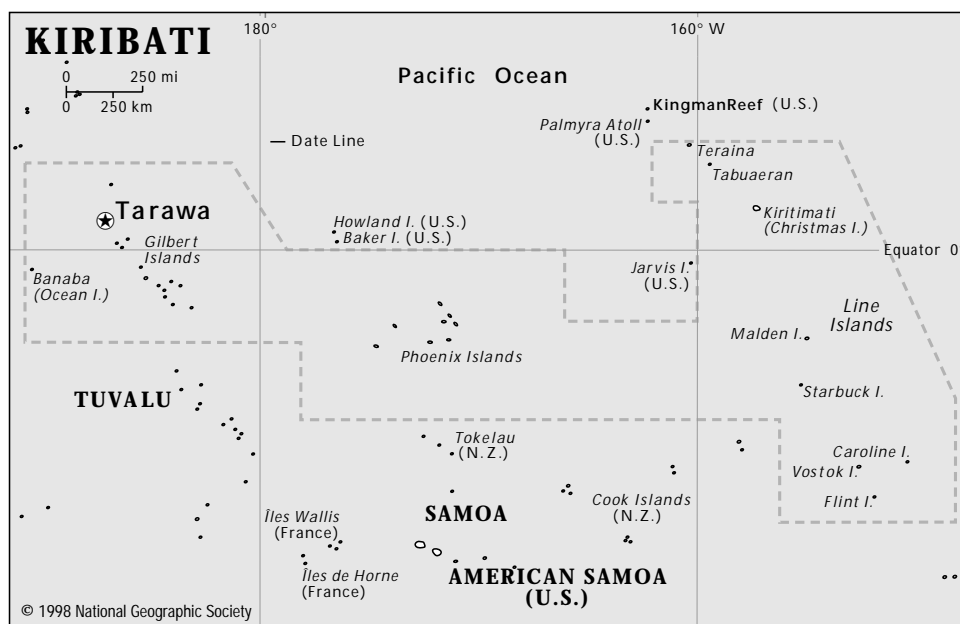 180°
160° W
KIRIBATI
0 250 mi
0 250 km
Pacific Ocean
KingmanReef (U.S.)
Palmyra Atoll
(U.S.)
Date Line
Teraina
Tabuaeran
Tarawa
Kiritimati
(Christmas I.)
Howland I. (U.S.)
Baker I. (U.S.)
Gilbert
Islands
Equator 0
Banaba
(Ocean I.)
Jarvis I.
(U.S.)
Line
Islands
Malden I.
Phoenix Islands
Starbuck I.
TUVALU
Tokelau
(N.Z.)
Caroline I.
Vostok I.
Flint I.
Cook Islands
(N.Z.)
SAMOA
Îles Wallis
(France)
Îles de Horne
(France)
AMERICAN SAMOA
(U.S.)
© 1998 National Geographic Society